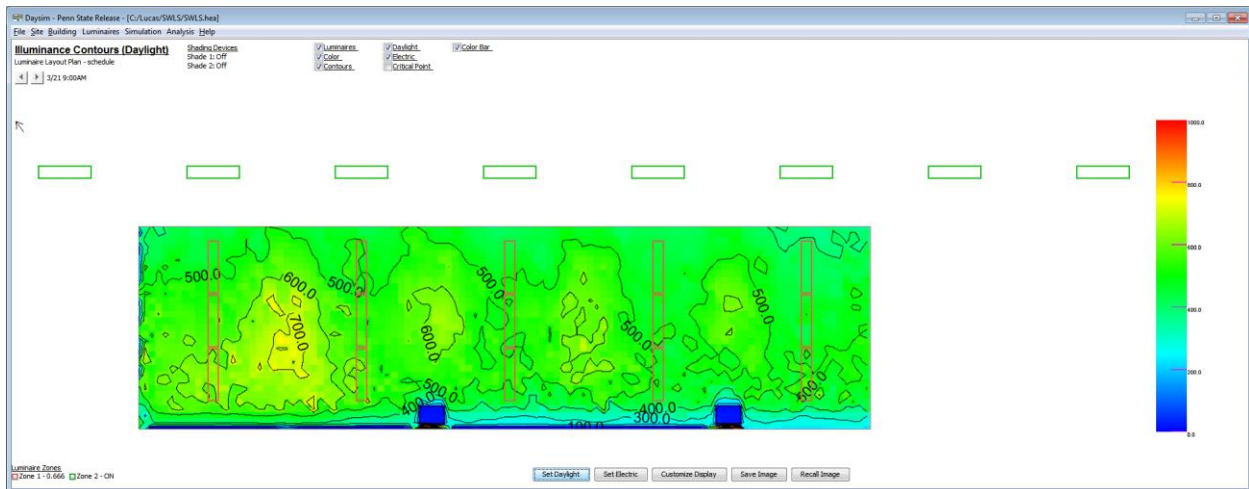 Daysim - Penn State Release - [C:/Lucas/SWLS/SWLS.hea]
File Site Building Luminaires Simulation Analysis Help
Illuminance Contours (Daylight)
Luminaire Layout Plan - schedule
3/21 9:00AM
Shading Devices
Shade 1: Off
Shade 2: Off
Luminaires
Color
Contours
Daylight
Electric
Critical Point
Color Bar
1000.0
800.0
600.0
400.0
200.0
0.0
500.0
600.0
500.0
700.0
500.0
600.0
500.0
500.0
500.0
500.0
400.0
400.0
300.0
100.0
Luminaire Zones
Zone 1 - 0.666 Zone 2 - ON
Set Daylight Set Electric Customize Display Save Image Recall Image